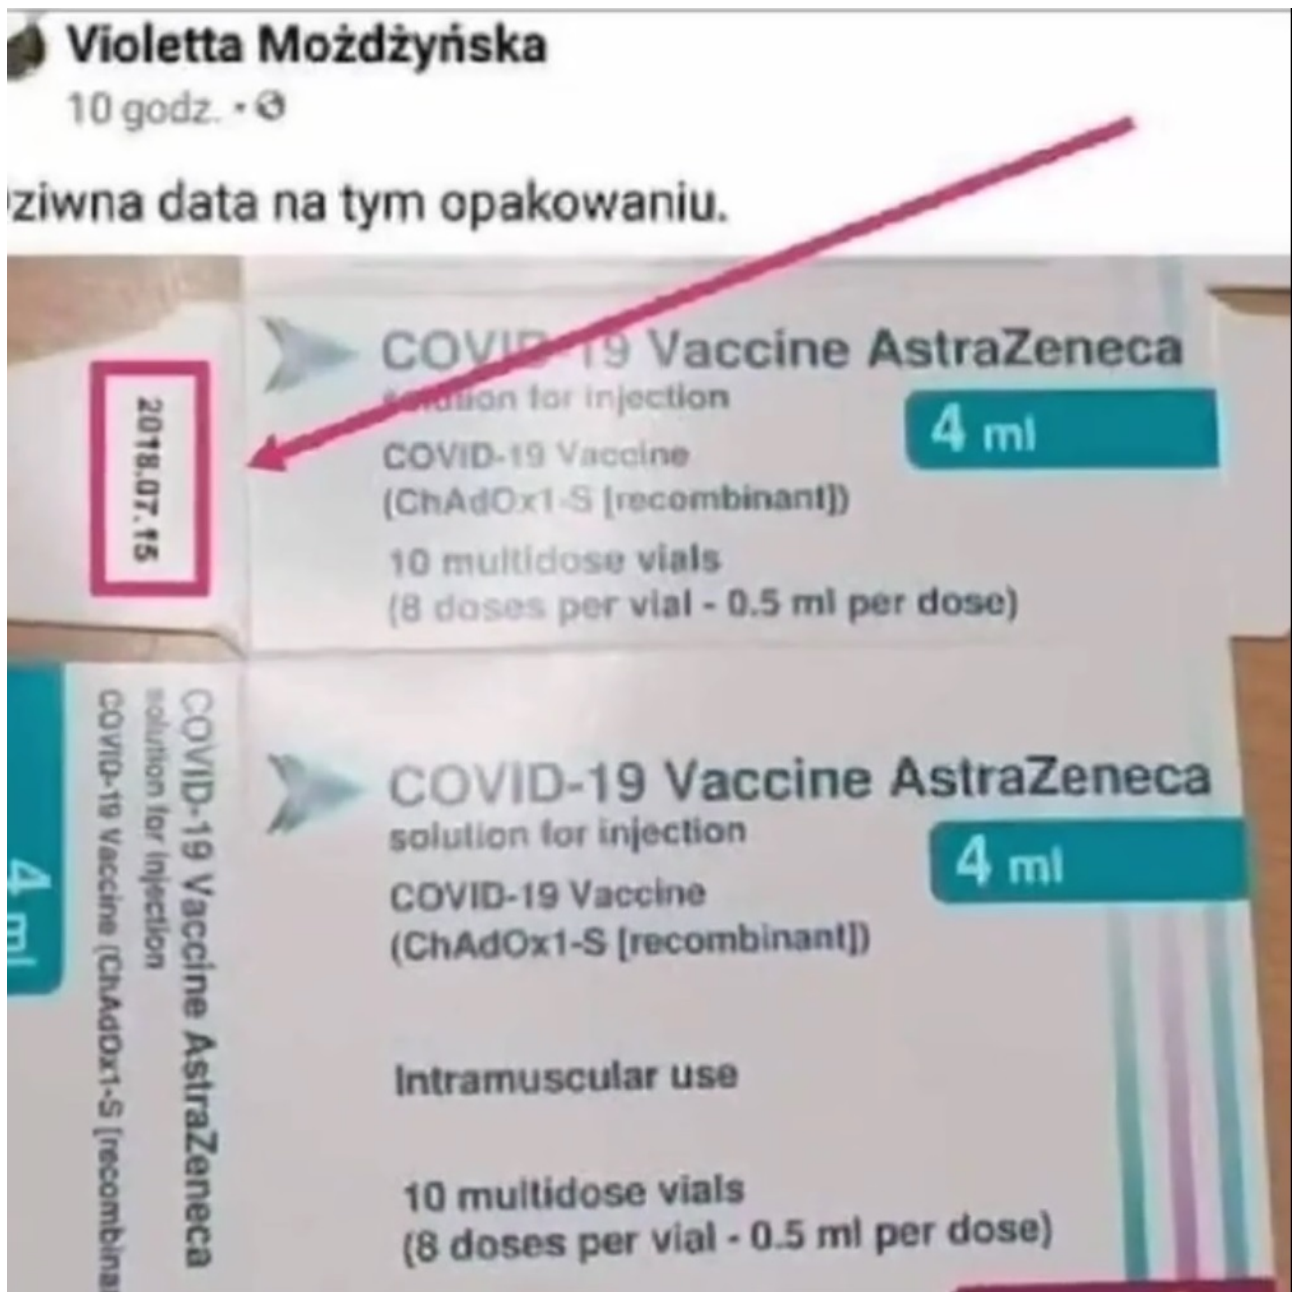 Violetta Możdżyńska
10 godz.
ziwna data na tym opakowaniu.
COVID-19 Vaccine AstraZeneca
solution for injection
4 ml
COVID-19 Vaccine
(ChAdOx1-S [recombinant])
10 multidose vials
(8 doses per vial - 0.5 ml per dose)
2018.07.15
COVID-19 Vaccine AstraZeneca
solution for injection
4 ml
COVID-19 Vaccine
(ChAdOx1-S [recombinant])
Intramuscular use
10 multidose vials
(8 doses per vial - 0.5 ml per dose)
COVID-19 Vaccine AstraZeneca
solution for injection
COVID-19 Vaccine (ChAdOx1-S [recombina
4 ml